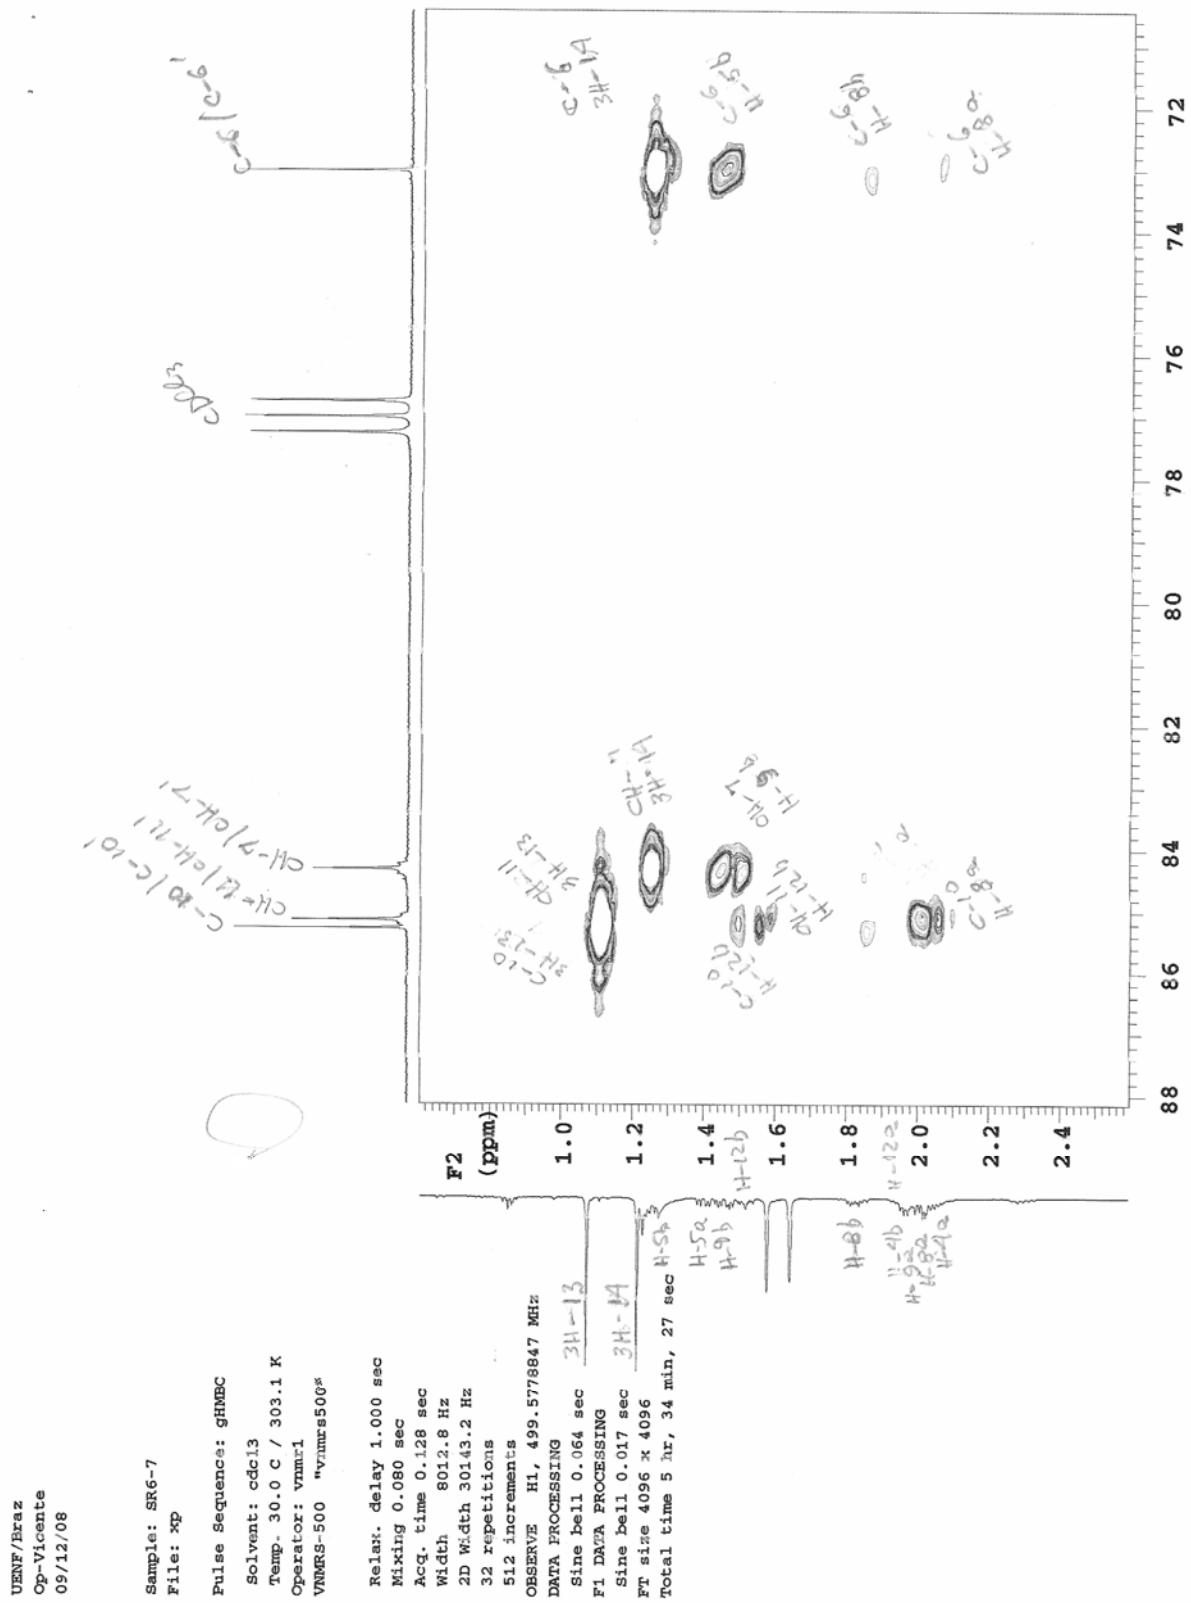 UENF/Braz
Op-Vicente
09/12/08
Sample: SR6-7
File: xp
Pulse Sequence: gHMBC
Solvent: cdcl3
Temp. 30.0 C / 303.1 K
Operator: vnmr1
VNMRS-500 "vnmrs500"
Relax. delay 1.000 sec
Mixing 0.080 sec
Acq. time 0.128 sec
Width 8012.8 Hz
2D Width 30143.2 Hz
32 repetitions
512 increments
OBSERVE H1, 499.5778847 MHz
DATA PROCESSING
Sine bell 0.064 sec
F1 DATA PROCESSING
Sine bell 0.017 sec
FT size 4096 x 4096
Total time 5 hr, 34 min, 27 sec
C-10/C-10'
CH-11/CH-11'
CH-7/CH-7'
CDCl3
C-6/C-6'
3H-13
3H-14
H-5b
H-5a
H-9b
H-12b
H-8b
H-12a
H-4b
H-9a
H-8a
H-4a
F2
(ppm)
1.0
1.2
1.4
1.6
1.8
2.0
2.2
2.4
C-10
3H-13
CH-11
3H-13
CH-7
3H-14
CH-7
H-9b
C-10
H-12b
CH-11
H-12b
C-10
H-8a
C-6
3H-14
C-6
H-5b
C-6
H-8b
C-6
H-8a
88
86
84
82
80
78
76
74
72